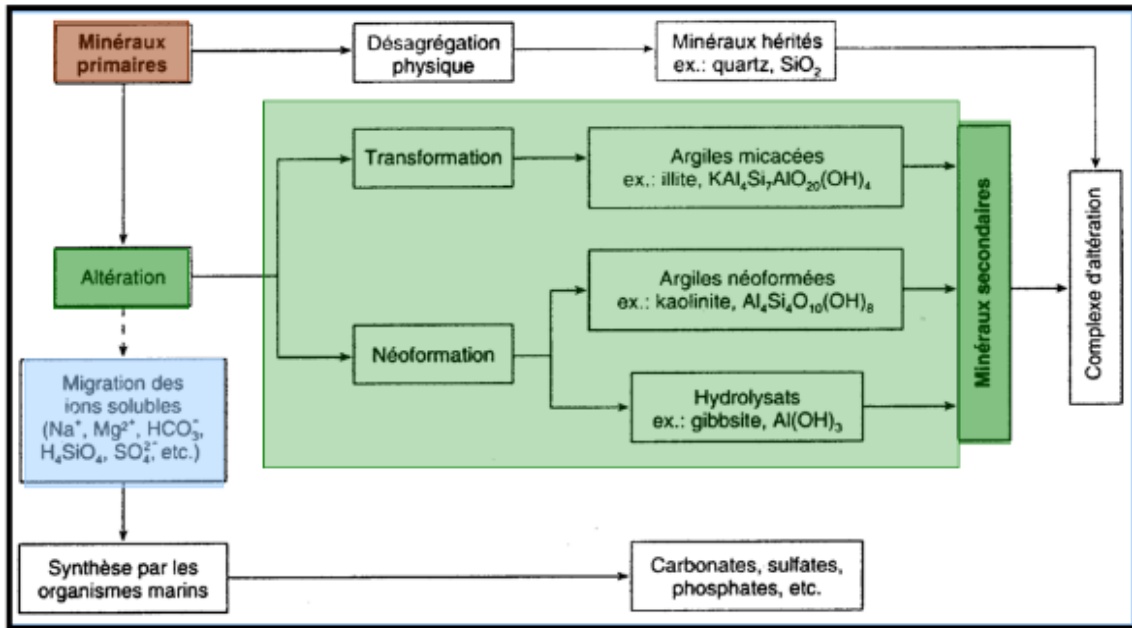 Minéraux
primaires
Désagrégation
physique
Minéraux hérités
ex.: quartz, SiO₂
Transformation
Argiles micacées
ex.: illite, KAl₄Si₇AlO₂₀(OH)₄
Altération
Argiles néoformées
ex.: kaolinite, Al₄Si₄O₁₀(OH)₈
Néoformation
Hydrolysats
ex.: gibbsite, Al(OH)₃
Minéraux secondaires
Complexe d'altération
Migration des
ions solubles
(Na⁺, Mg²⁺, HCO₃⁻,
H₄SiO₄, SO₄²⁻, etc.)
Synthèse par les
organismes marins
Carbonates, sulfates,
phosphates, etc.